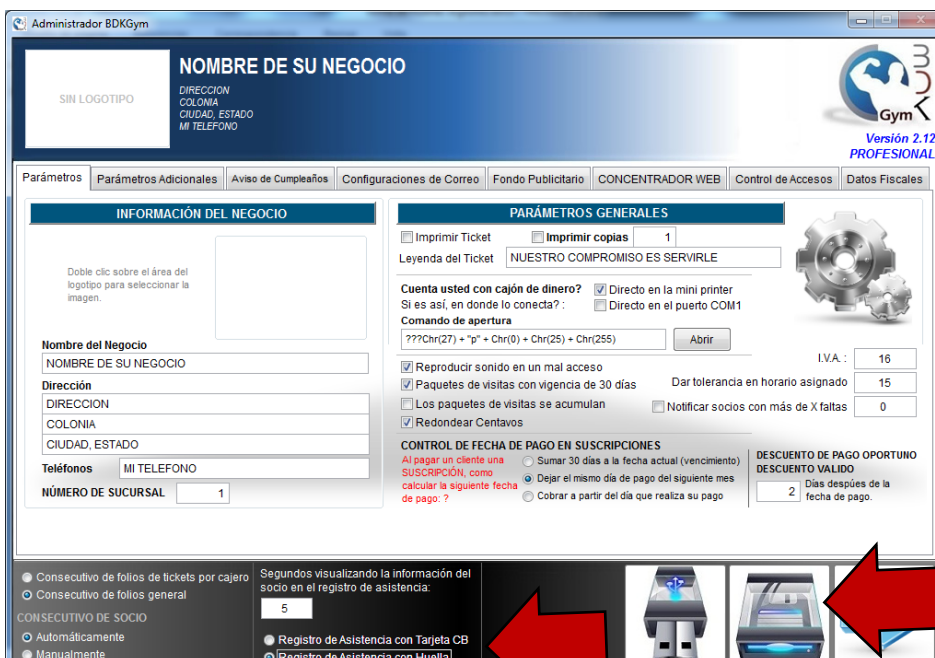 Administrador BDKGym
SIN LOGOTIPO
NOMBRE DE SU NEGOCIO
DIRECCION
COLONIA
CIUDAD, ESTADO
MI TELEFONO
BDK
Gym
Versión 2.12
PROFESIONAL
Parámetros
Parámetros Adicionales
Aviso de Cumpleaños
Configuraciones de Correo
Fondo Publicitario
CONCENTRADOR WEB
Control de Accesos
Datos Fiscales
INFORMACIÓN DEL NEGOCIO
Doble clic sobre el área del
logotipo para seleccionar la
imagen.
Nombre del Negocio
NOMBRE DE SU NEGOCIO
Dirección
DIRECCION
COLONIA
CIUDAD, ESTADO
Teléfonos MI TELEFONO
NÚMERO DE SUCURSAL 1
PARÁMETROS GENERALES
Imprimir Ticket Imprimir copias 1
Leyenda del Ticket NUESTRO COMPROMISO ES SERVIRLE
Cuenta usted con cajón de dinero? Directo en la mini printer
Si es así, en donde lo conecta? : Directo en el puerto COM1
Comando de apertura
???Chr(27) + "p" + Chr(0) + Chr(25) + Chr(255) Abrir
I.V.A. : 16
Reproducir sonido en un mal acceso
Paquetes de visitas con vigencia de 30 días Dar tolerancia en horario asignado 15
Los paquetes de visitas se acumulan Notificar socios con más de X faltas 0
Redondear Centavos
CONTROL DE FECHA DE PAGO EN SUSCRIPCIONES
Al pagar un cliente una
SUSCRIPCIÓN, como
calcular la siguiente fecha
de pago: ?
Sumar 30 días a la fecha actual (vencimiento)
Dejar el mismo día de pago del siguiente mes
Cobrar a partir del día que realiza su pago
DESCUENTO DE PAGO OPORTUNO
DESCUENTO VALIDO
2 Días despúes de la
fecha de pago.
Consecutivo de folios de tickets por cajero
Consecutivo de folios general
CONSECUTIVO DE SOCIO
Automáticamente
Manualmente
Segundos visualizando la información del
socio en el registro de asistencia:
5
Registro de Asistencia con Tarjeta CB
Registro de Asistencia con Huella